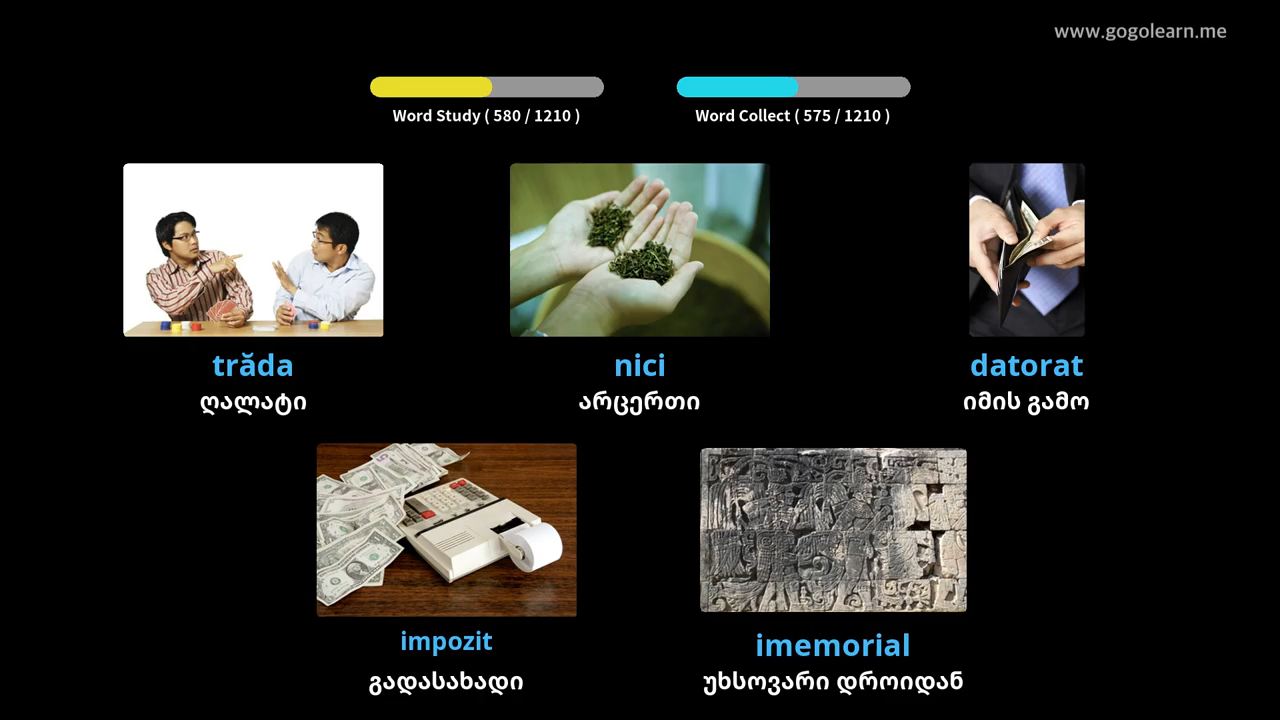 www.gogolearn.me
Word Study ( 580 / 1210 )
Word Collect ( 575 / 1210 )
trăda
ღალატი
nici
არცერთი
datorat
იმის გამო
impozit
გადასახადი
imemorial
უხსოვარი დროიდან